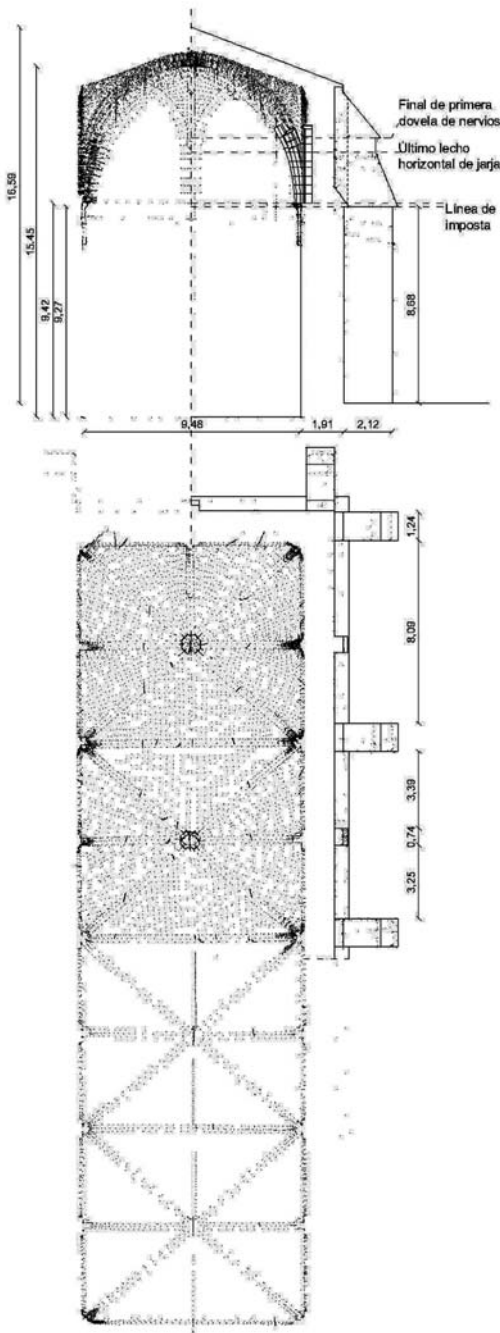 Final de primera
dovela de nervios
Último lecho
horizontal de jarja
Línea de
imposta
16,59
15,45
9,42
9,27
8,68
9,48
1,91
2,12
1,24
8,09
3,39
0,74
3,25